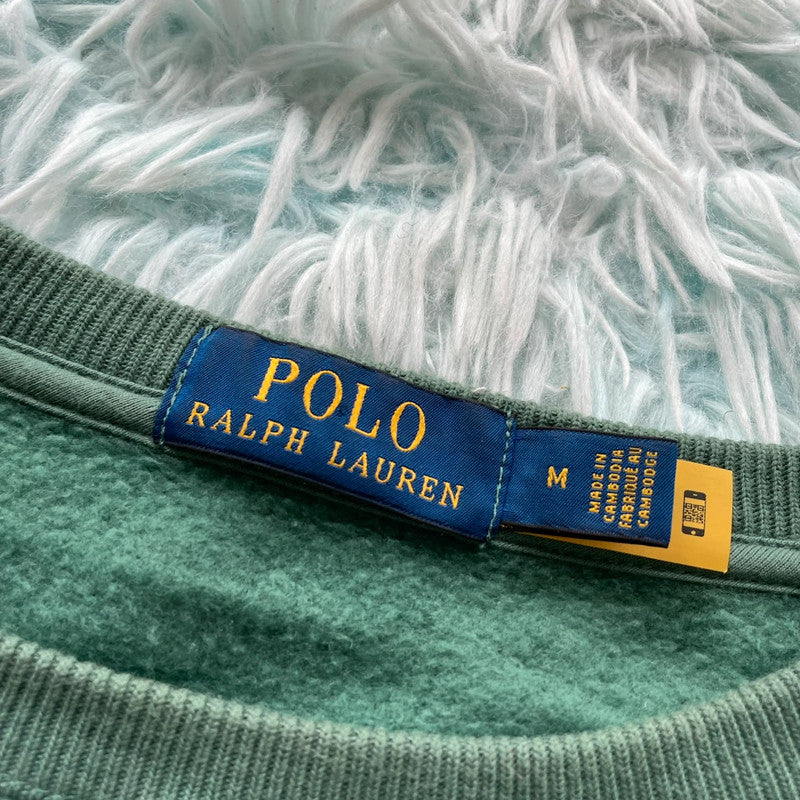 POLO
RALPH LAUREN
M
MADE IN
CAMBODIA
FABRIQUÉ AU
CAMBODGE